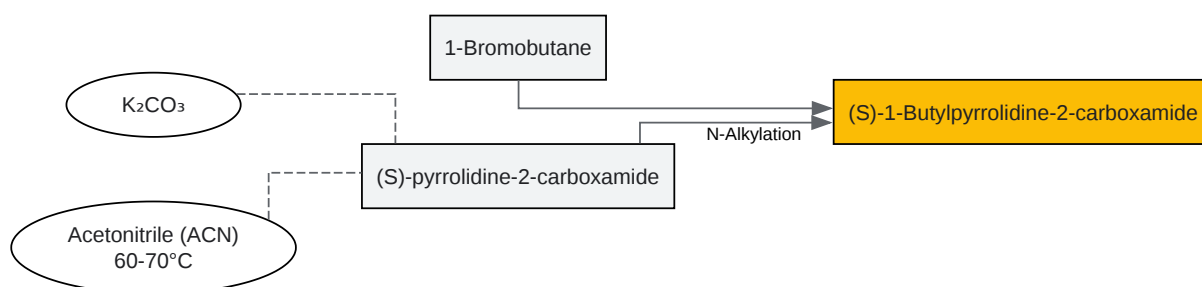 1-Bromobutane
K₂CO₃
(S)-1-Butylpyrrolidine-2-carboxamide
N-Alkylation
(S)-pyrrolidine-2-carboxamide
Acetonitrile (ACN)
60-70°C